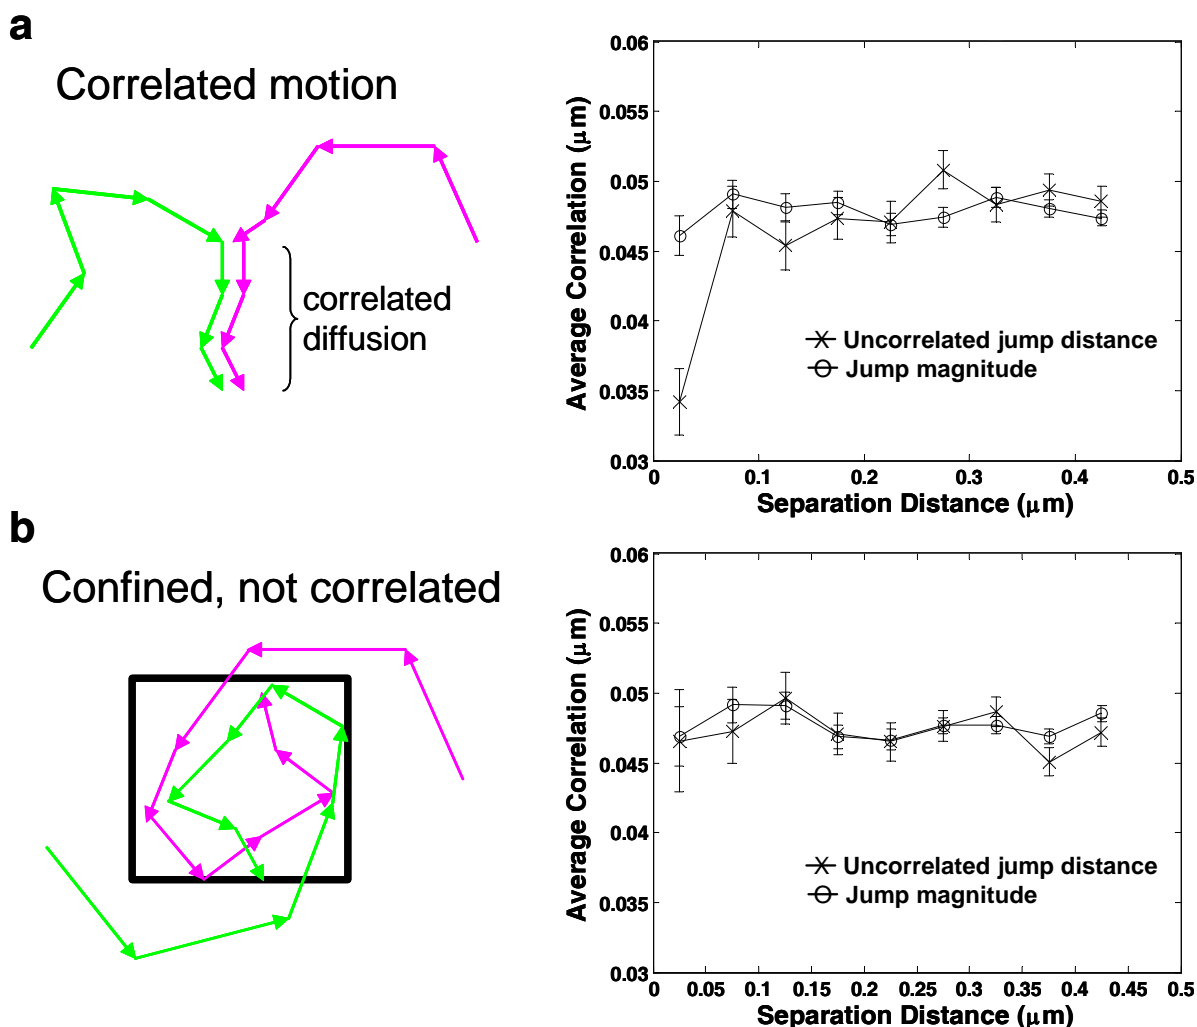 a
Correlated motion
correlated
diffusion
Average Correlation (μm)
0.06
0.055
0.05
0.045
0.04
0.035
0.03
Uncorrelated jump distance
Jump magnitude
0 0.1 0.2 0.3 0.4 0.5
Separation Distance (μm)
b
Confined, not correlated
Average Correlation (μm)
0.06
0.055
0.05
0.045
0.04
0.035
0.03
Uncorrelated jump distance
Jump magnitude
0 0.05 0.1 0.15 0.2 0.25 0.3 0.35 0.4 0.45 0.5
Separation Distance (μm)